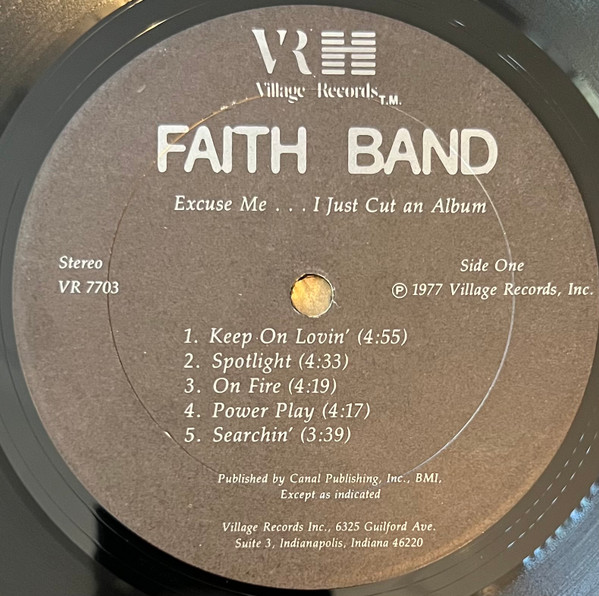 VR
Village Records T.M.
FAITH BAND
Excuse Me . . . I Just Cut an Album
Stereo
VR 7703
Side One
℗ 1977 Village Records, Inc.
1. Keep On Lovin' (4:55)
2. Spotlight (4:33)
3. On Fire (4:19)
4. Power Play (4:17)
5. Searchin' (3:39)
Published by Canal Publishing, Inc., BMI,
Except as indicated
Village Records Inc., 6325 Guilford Ave.
Suite 3, Indianapolis, Indiana 46220